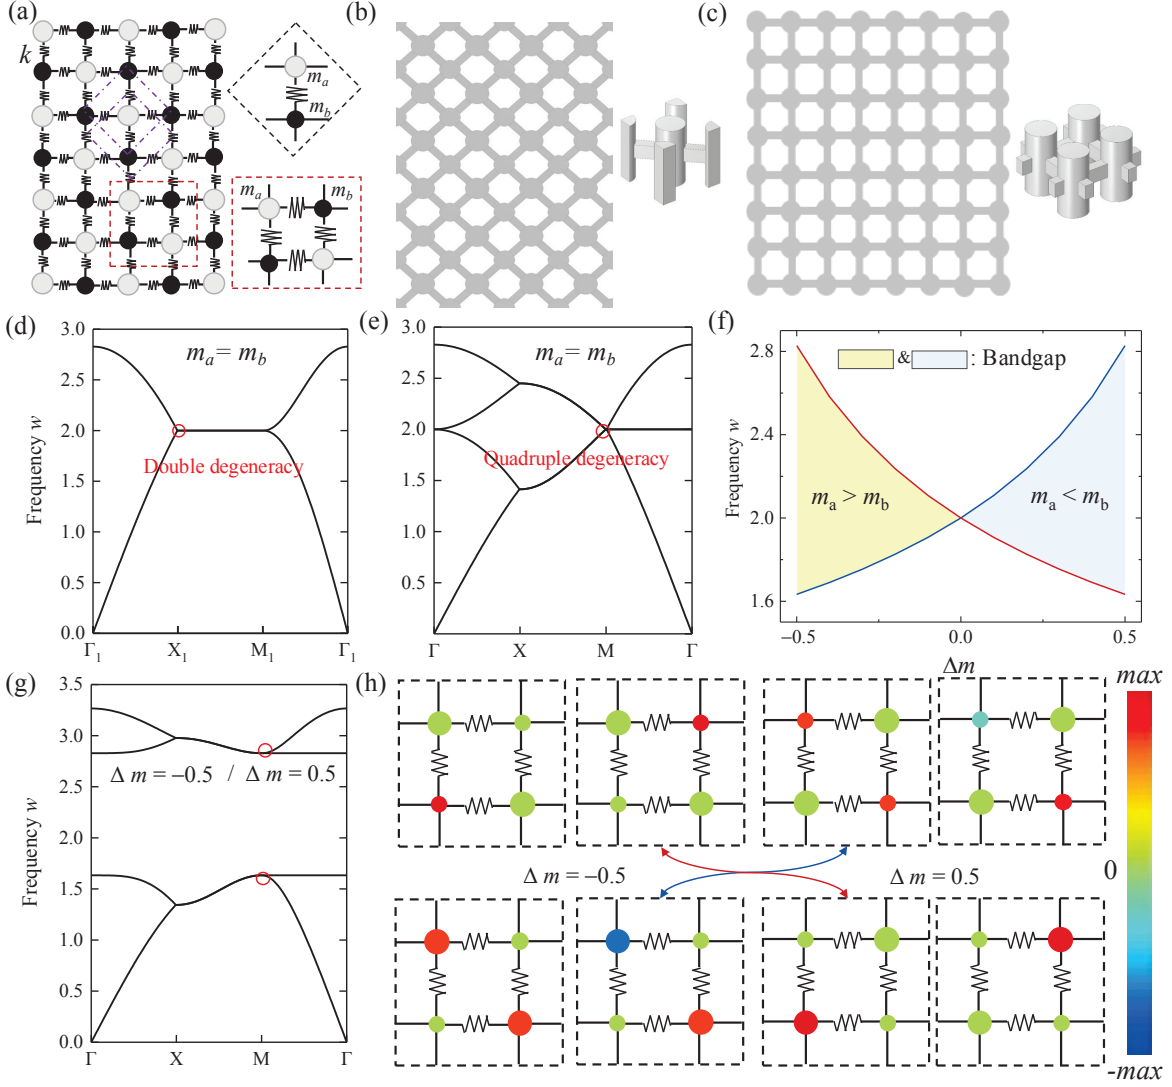 (a)
k
m_a
m_b
m_a
m_b
(b)
(c)
(d)
3.0
2.5
2.0
1.5
1.0
0.5
0.0
Frequency w
m_a = m_b
Double degeneracy
Γ_1 X_1 M_1 Γ_1
(e)
3.0
2.5
2.0
1.5
1.0
0.5
m_a = m_b
Quadruple degeneracy
Γ X M Γ
(f)
2.8
2.4
2.0
1.6
Frequency w
& : Bandgap
m_a > m_b
m_a < m_b
−0.5 0.0 0.5
Δm
(g)
3.5
3.0
2.5
2.0
1.5
1.0
0.5
0.0
Frequency w
Δ m = −0.5 / Δ m = 0.5
Γ X M Γ
(h)
Δ m = −0.5
Δ m = 0.5
max
0
-max